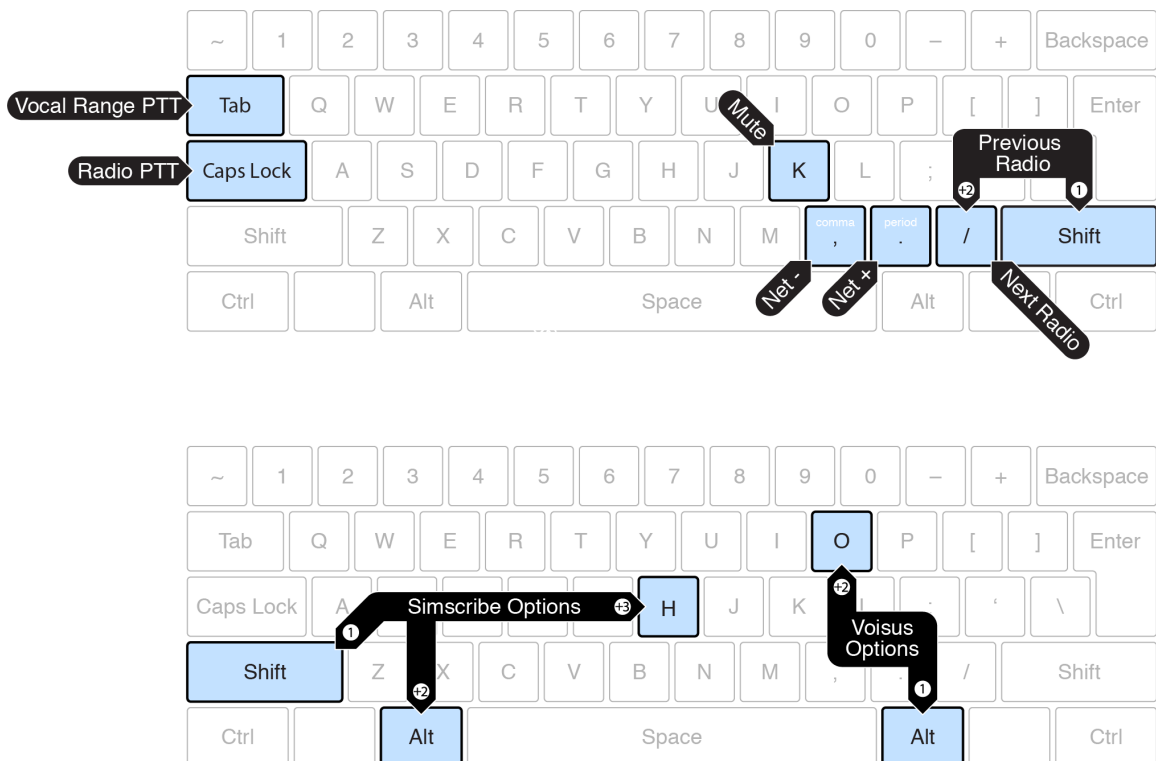 ~ 1 2 3 4 5 6 7 8 9 0 – + Backspace
Vocal Range PTT Tab Q W E R T Y U I O P [ ] Enter
Mute
Previous
Radio
Radio PTT Caps Lock A S D F G H J K L ;
+2 1
comma period
Shift Z X C V B N M , . / Shift
Net - Net + Next Radio
Ctrl Alt Space Alt Ctrl
~ 1 2 3 4 5 6 7 8 9 0 – + Backspace
Tab Q W E R T Y U I O P [ ] Enter
+2
Caps Lock A Simscribe Options +3 H J K ‘ \
1
Voisus
Options
Shift Z X C V B N M , . / Shift
+2 1
Ctrl Alt Space Alt Ctrl